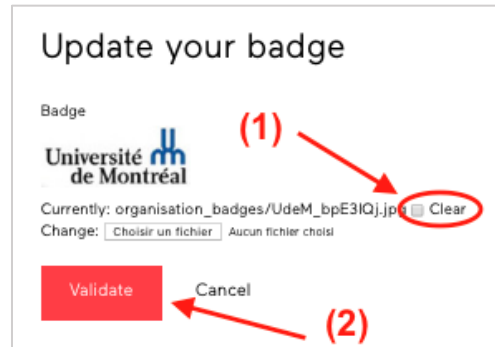 Update your badge
Badge
(1)
Université
de Montréal
Currently: organisation_badges/UdeM_bpE3IQj.jpg Clear
Change: Choisir un fichier Aucun fichier choisi
Validate Cancel
(2)